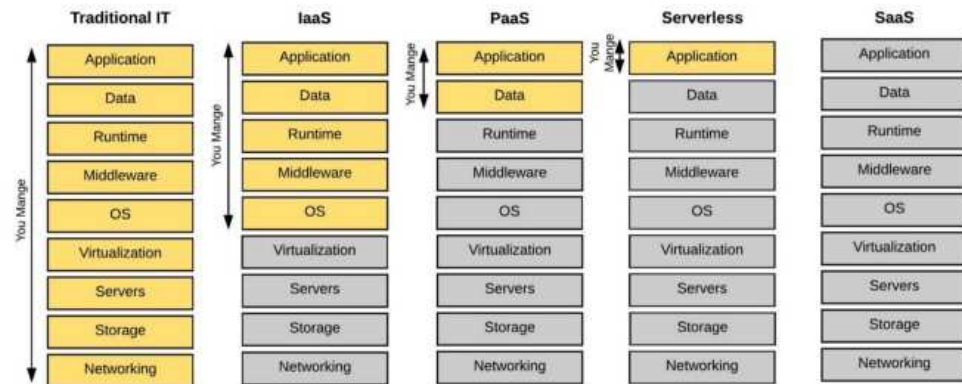 Traditional IT
You Mange
Application
Data
Runtime
Middleware
OS
Virtualization
Servers
Storage
Networking
IaaS
You Mange
Application
Data
Runtime
Middleware
OS
Virtualization
Servers
Storage
Networking
PaaS
You Mange
Application
Data
Runtime
Middleware
OS
Virtualization
Servers
Storage
Networking
Serverless
You
Mange
Application
Data
Runtime
Middleware
OS
Virtualization
Servers
Storage
Networking
SaaS
Application
Data
Runtime
Middleware
OS
Virtualization
Servers
Storage
Networking